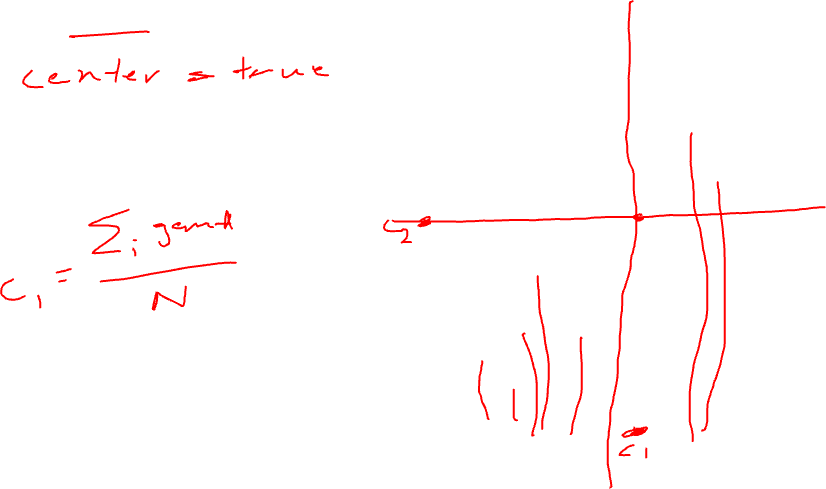 center = true
C₂
Σᵢ
C₁ =
N
C₁